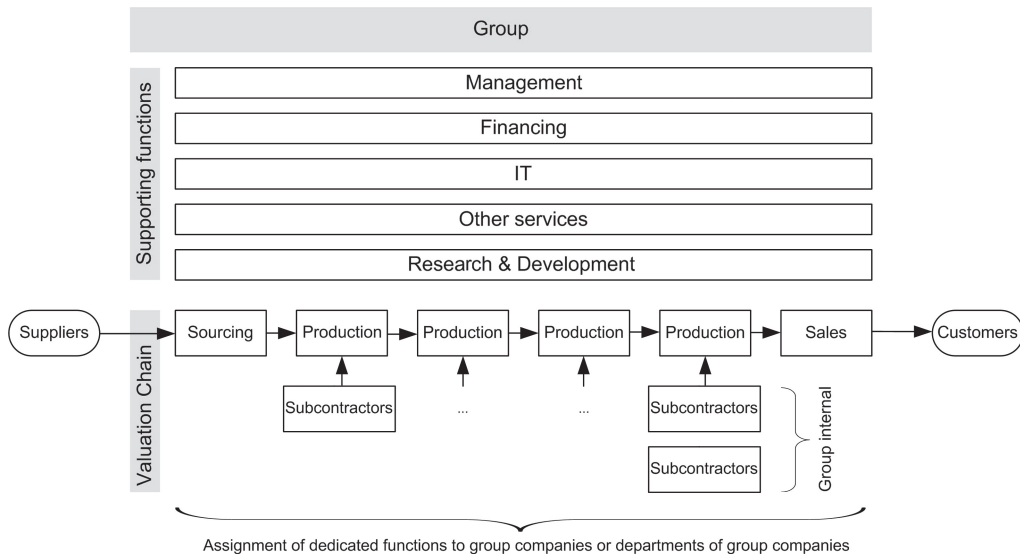 Group
Supporting functions
Management
Financing
IT
Other services
Research & Development
Valuation Chain
Suppliers
Sourcing
Production
Production
Production
Production
Sales
Customers
Subcontractors
...
...
Subcontractors
Subcontractors
Group internal
Assignment of dedicated functions to group companies or departments of group companies